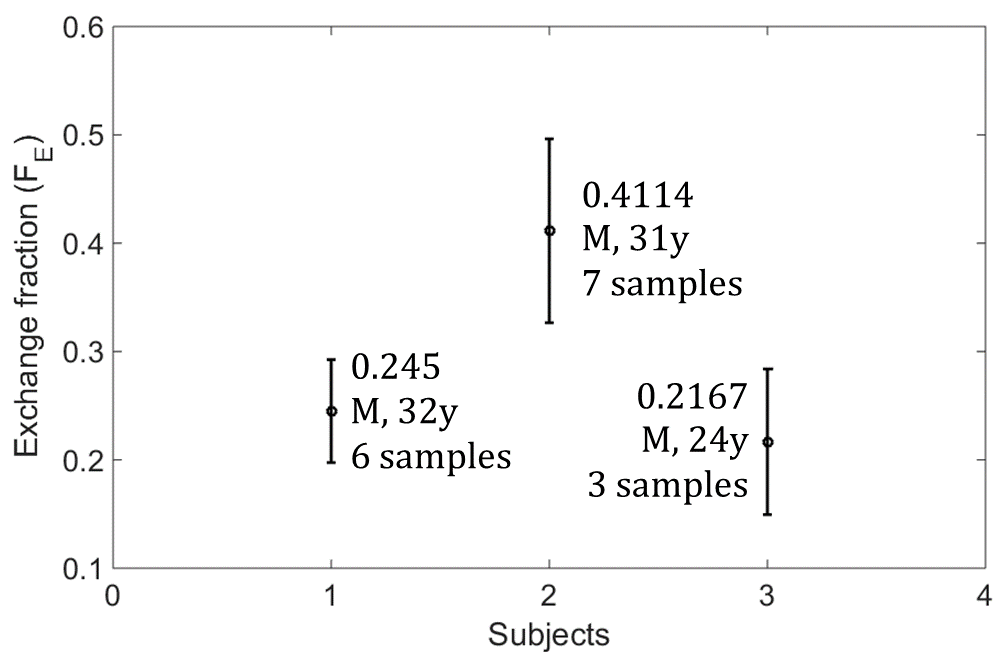 0.6
0.5
0.4
0.3
0.2
0.1
Exchange fraction (F_E)
0.4114
M, 31y
7 samples
0.245
M, 32y
6 samples
0.2167
M, 24y
3 samples
0
1
2
3
4
Subjects